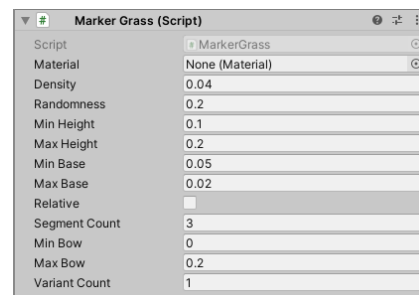 # Marker Grass (Script)
Script # MarkerGrass
Material None (Material)
Density 0.04
Randomness 0.2
Min Height 0.1
Max Height 0.2
Min Base 0.05
Max Base 0.02
Relative
Segment Count 3
Min Bow 0
Max Bow 0.2
Variant Count 1